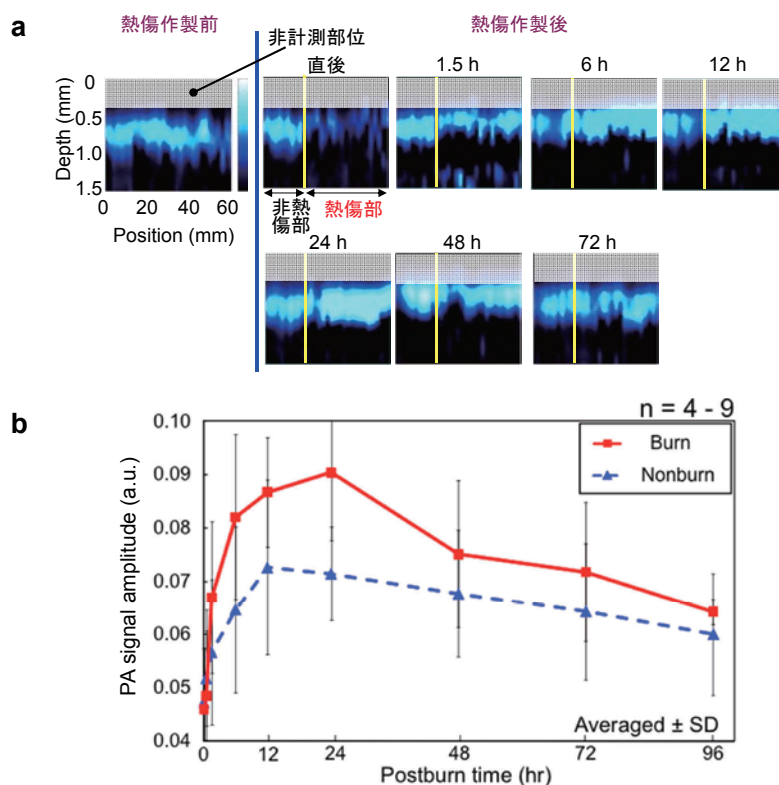 a
熱傷作製前
熱傷作製後
非計測部位
直後
1.5 h
6 h
12 h
Depth (mm)
0
0.5
1.0
1.5
0 20 40 60
Position (mm)
非熱
傷部
熱傷部
24 h
48 h
72 h
b
n = 4 - 9
PA signal amplitude (a.u.)
0.10
0.09
0.08
0.07
0.06
0.05
0.04
Burn
Nonburn
Averaged ± SD
0 12 24 48 72 96
Postburn time (hr)